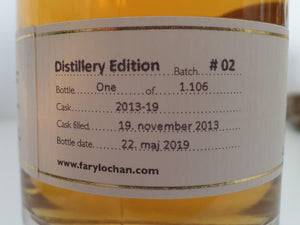 Distillery Edition Batch # 02
Bottle One of 1.106
Cask 2013-19
Cask filled 19. november 2013
Bottle date 22. maj 2019
www.farylochan.com